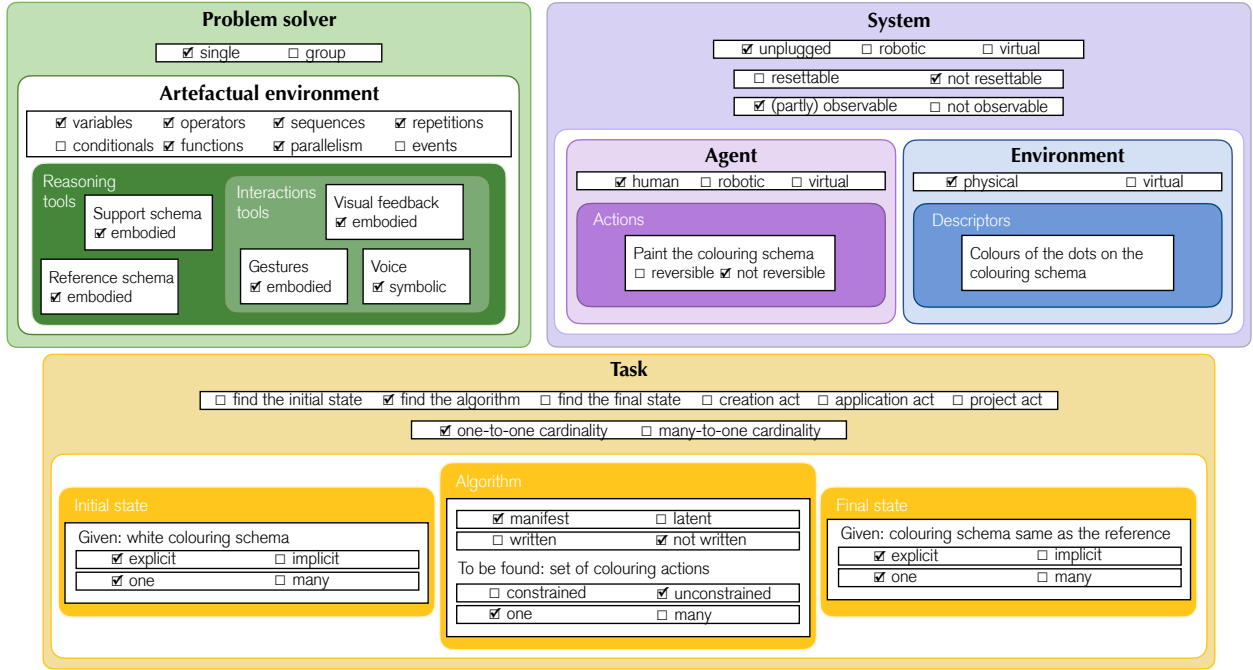 Problem solver
☑ single ☐ group
Artefactual environment
☑ variables ☑ operators ☑ sequences ☑ repetitions
☐ conditionals ☑ functions ☑ parallelism ☐ events
Reasoning
tools
Support schema
☑ embodied
Reference schema
☑ embodied
Interactions
tools
Visual feedback
☑ embodied
Gestures
☑ embodied
Voice
☑ symbolic
System
☑ unplugged ☐ robotic ☐ virtual
☐ resettable ☑ not resettable
☑ (partly) observable ☐ not observable
Agent
☑ human ☐ robotic ☐ virtual
Actions
Paint the colouring schema
☐ reversible ☑ not reversible
Environment
☑ physical ☐ virtual
Descriptors
Colours of the dots on the
colouring schema
Task
☐ find the initial state ☑ find the algorithm ☐ find the final state ☐ creation act ☐ application act ☐ project act
☑ one-to-one cardinality ☐ many-to-one cardinality
Initial state
Given: white colouring schema
☑ explicit ☐ implicit
☑ one ☐ many
Algorithm
☑ manifest ☐ latent
☐ written ☑ not written
To be found: set of colouring actions
☐ constrained ☑ unconstrained
☑ one ☐ many
Final state
Given: colouring schema same as the reference
☑ explicit ☐ implicit
☑ one ☐ many